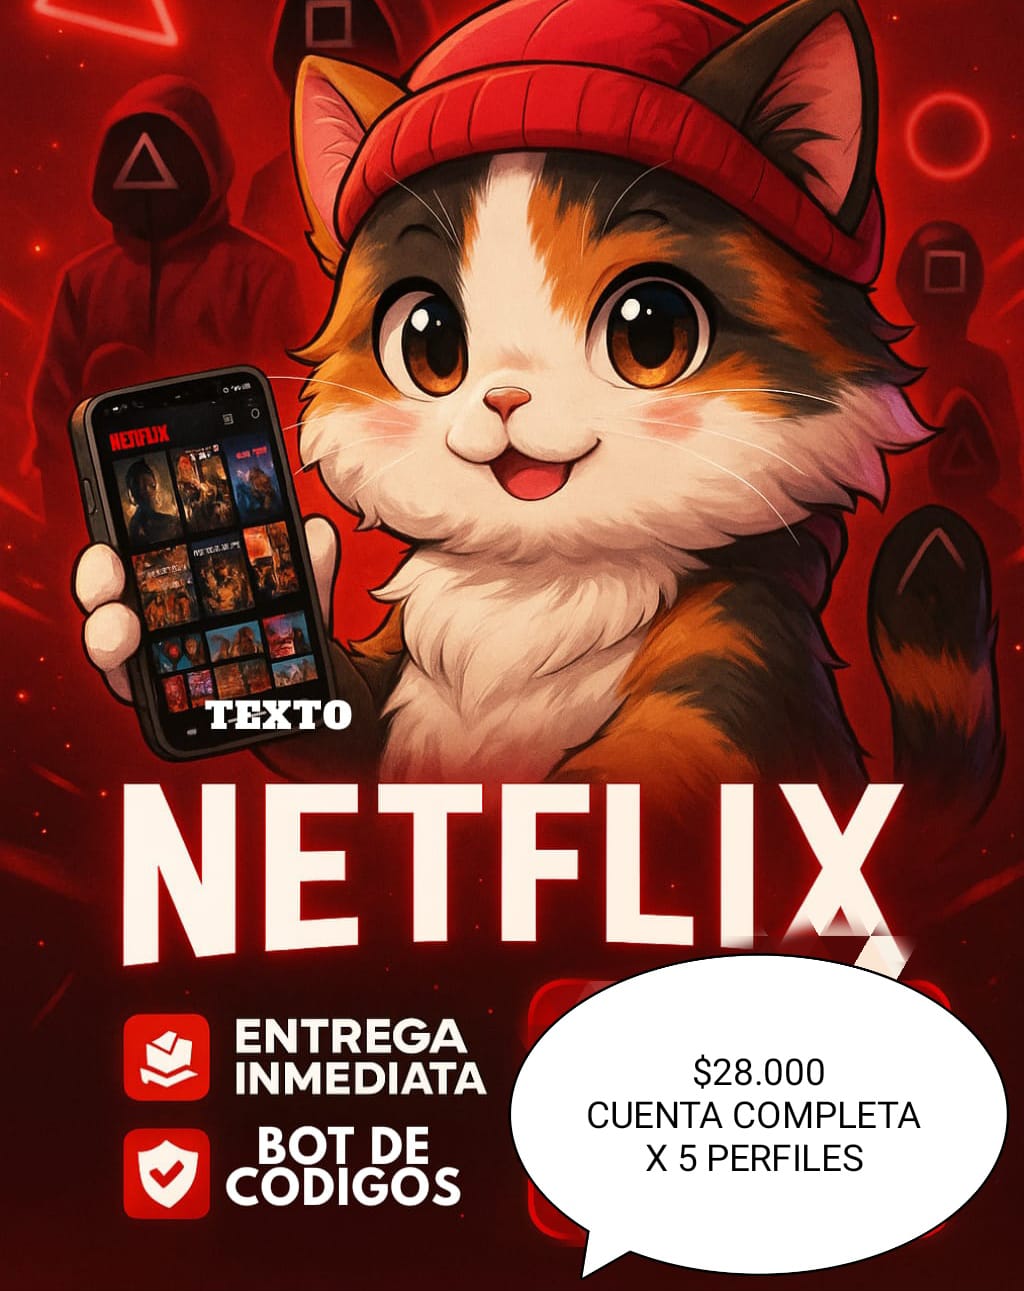 NETFLIX
TEXTO
NETFLIX
ENTREGA
INMEDIATA
BOT DE
CODIGOS
$28.000
CUENTA COMPLETA
X 5 PERFILES